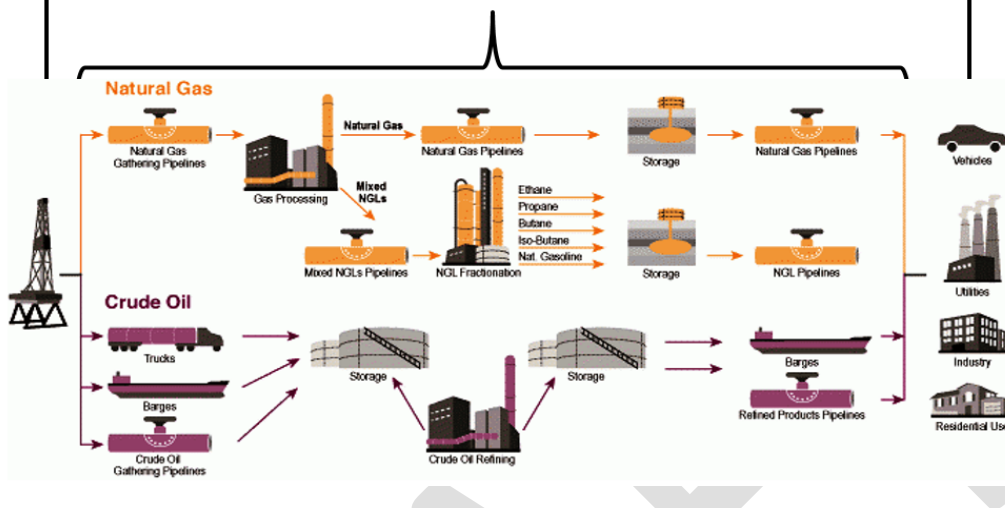 Natural Gas
Natural Gas
Gathering Pipelines
Gas Processing
Natural Gas
Mixed
NGLs
Natural Gas Pipelines
Storage
Natural Gas Pipelines
Vehicles
Mixed NGLs Pipelines
NGL Fractionation
Ethane
Propane
Butane
Iso-Butane
Nat. Gasoline
Storage
NGL Pipelines
Utilities
Crude Oil
Trucks
Barges
Crude Oil
Gathering Pipelines
Storage
Crude Oil Refining
Storage
Barges
Refined Products Pipelines
Industry
Residential Use